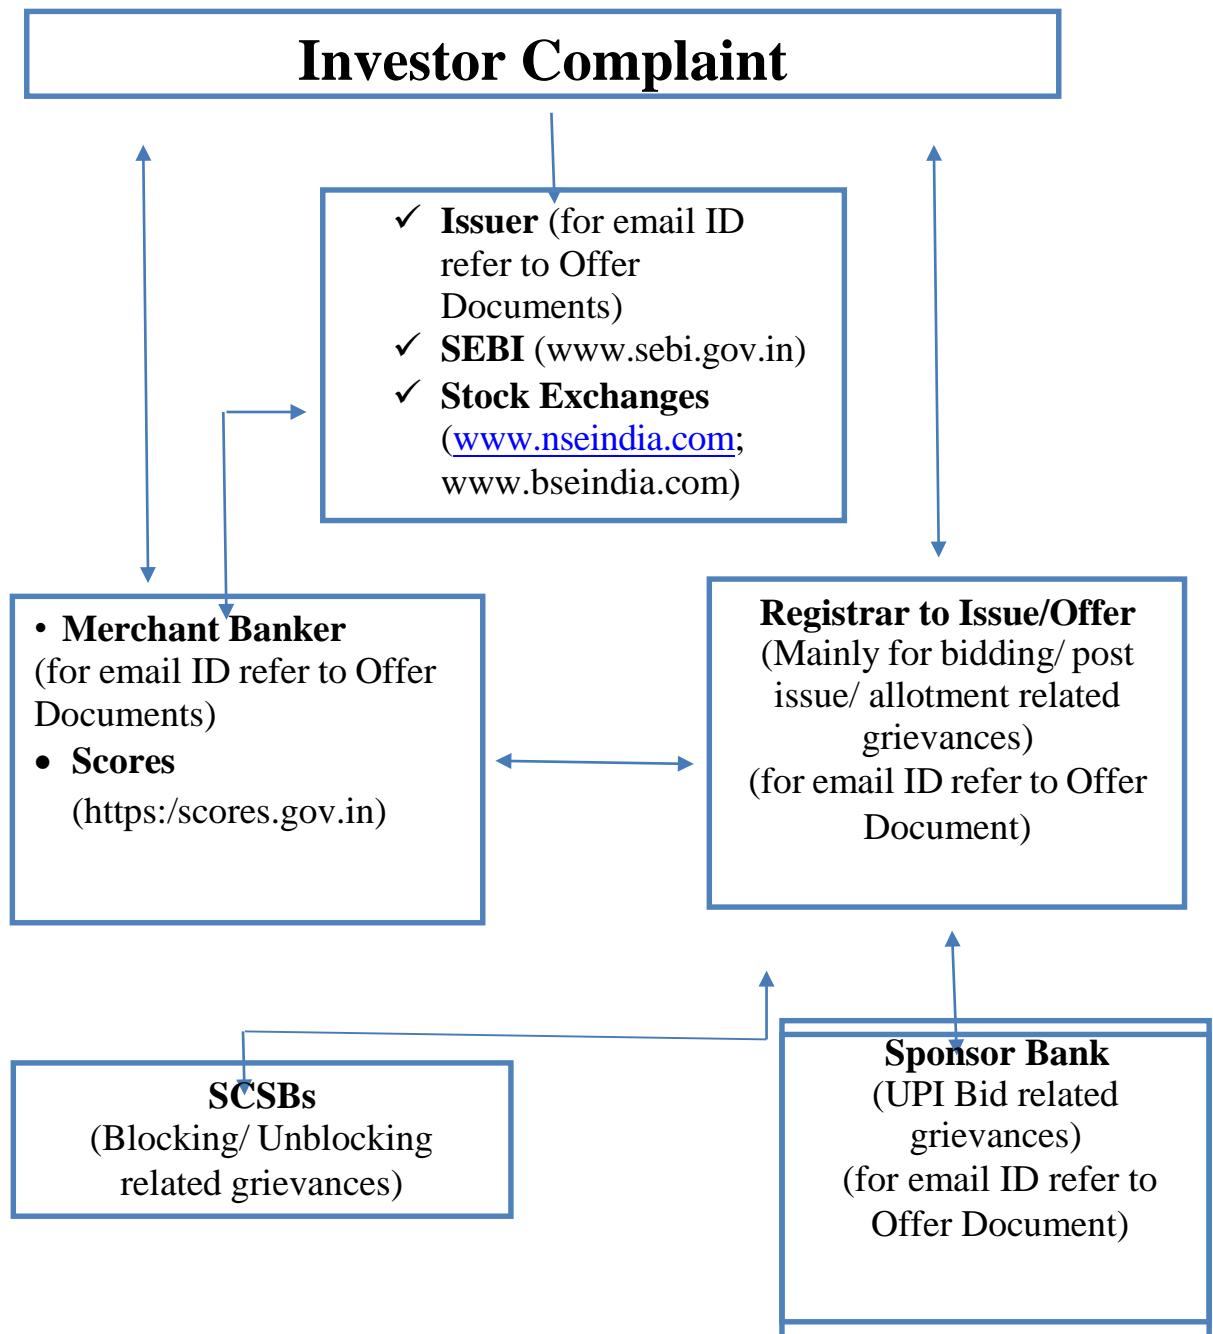 Investor Complaint
✓ Issuer (for email ID
refer to Offer
Documents)
✓ SEBI (www.sebi.gov.in)
✓ Stock Exchanges
(www.nseindia.com;
www.bseindia.com)
• Merchant Banker
(for email ID refer to Offer
Documents)
• Scores
(https:/scores.gov.in)
Registrar to Issue/Offer
(Mainly for bidding/ post
issue/ allotment related
grievances)
(for email ID refer to Offer
Document)
SCSBs
(Blocking/ Unblocking
related grievances)
Sponsor Bank
(UPI Bid related
grievances)
(for email ID refer to
Offer Document)